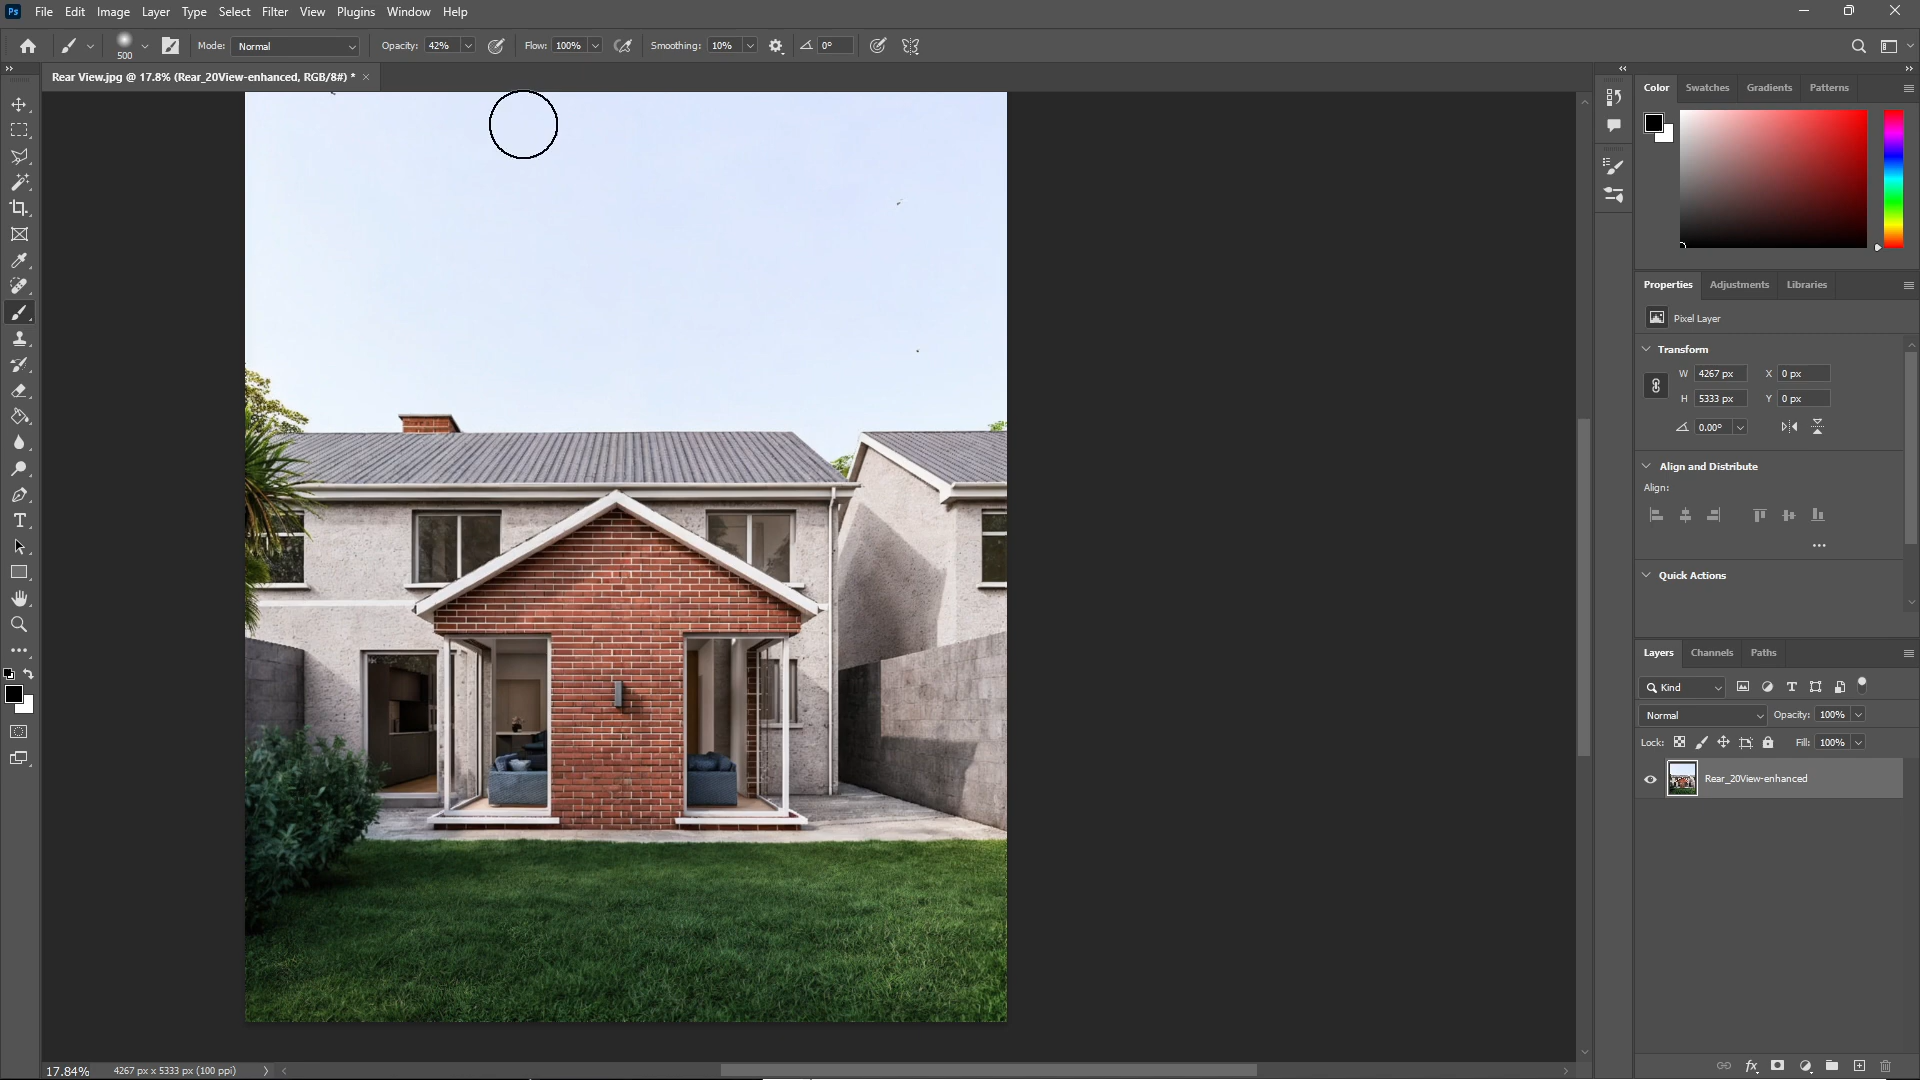 Ps File Edit Image Layer Type Select Filter View Plugins Window Help
500 Mode: Normal Opacity: 42% Flow: 100% Smoothing: 10% 0°
Rear View.jpg @ 17.8% (Rear_20View-enhanced, RGB/8#) *
Color Swatches Gradients Patterns
Properties Adjustments Libraries
Pixel Layer
Transform
W 4267 px X 0 px
H 5333 px Y 0 px
0.00°
Align and Distribute
Align:
Quick Actions
Layers Channels Paths
Kind
Normal Opacity: 100%
Lock: Fill: 100%
Rear_20View-enhanced
17.84% 4267 px x 5333 px (100 ppi)